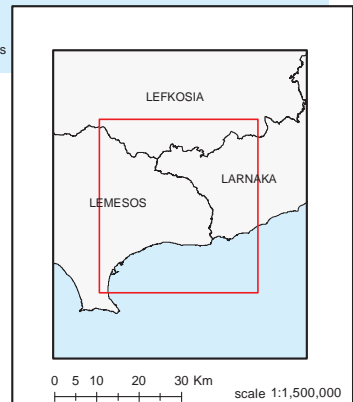 s
LEFKOSIA
LARNAKA
LEMESOS
0 5 10 20 30 Km
scale 1:1,500,000